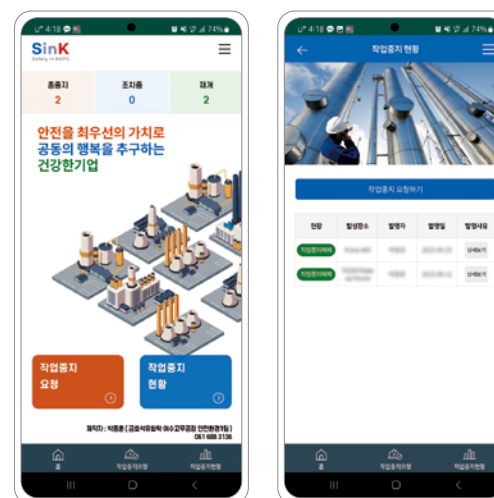 4:18
74%
SinK
Safety in KKPC
총중지
조치중
재개
2
0
2
안전을 최우선의 가치로
공동의 행복을 추구하는
건강한기업
작업중지
요청
작업중지
현황
제작자 : 박종훈 ( 금호석유화학 여수고무공장 안전환경1팀 )
061 688 3136
홈
작업중지요청
작업중지현황
4:18
74%
작업중지 현황
작업중지 요청하기
현황 발생장소 발행자 발행일 발행사유
작업중지해제
상세보기
작업중지해제
상세보기
홈
작업중지요청
작업중지현황